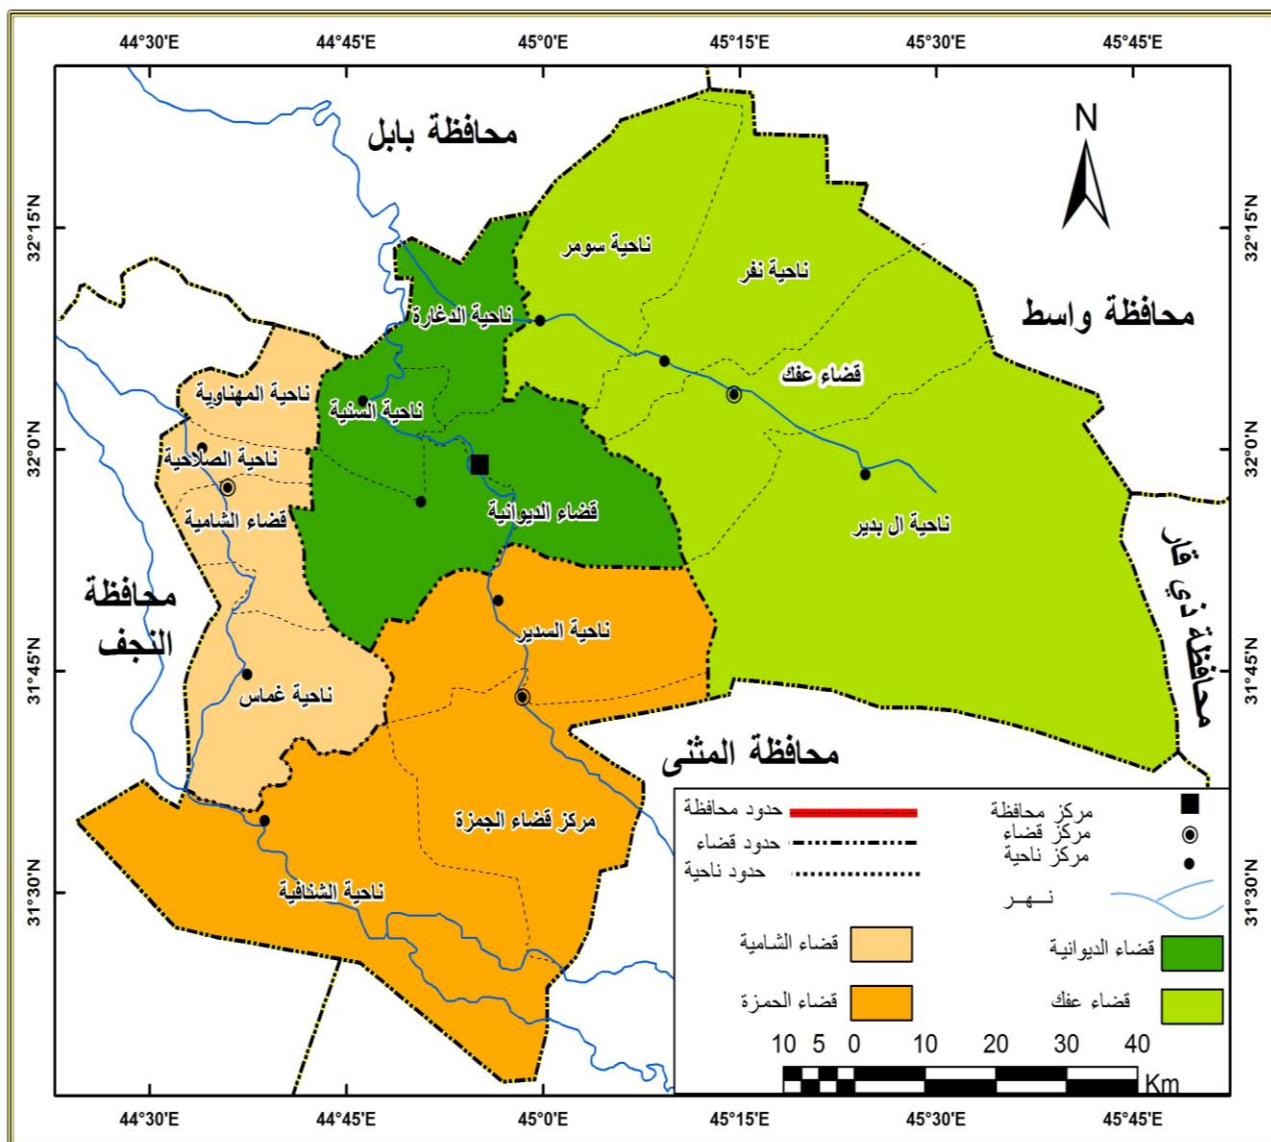 44°30'E 44°45'E 45°0'E 45°15'E 45°30'E 45°45'E
N
محافظة بابل
32°15'N
32°15'N
ناحية سومر
ناحية نفر
محافظة واسط
ناحية الدغارة
قضاء عفك
ناحية المهناوية
ناحية السنية
32°0'N
32°0'N
ناحية الصلاحية
قضاء الشامية
قضاء الديوانية
ناحية ال بدير
محافظة ذي قار
محافظة
النجف
ناحية السدير
31°45'N
31°45'N
ناحية غماس
محافظة المثنى
مركز قضاء الجمزة
ناحية الشنافية
31°30'N
31°30'N
مركز محافظة
مركز قضاء
مركز ناحية
نـــهـــر
حدود محافظة
حدود قضاء
حدود ناحية
قضاء الديوانية
قضاء الشامية
قضاء عفك
قضاء الحمزة
10 5 0 10 20 30 40
Km
44°30'E 44°45'E 45°0'E 45°15'E 45°30'E 45°45'E